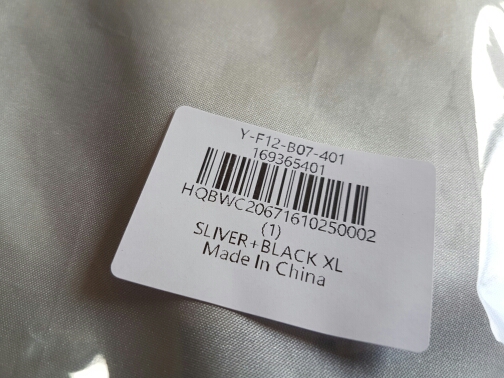 Y-F12-B07-401
169365401
HQBWC20671610250002
(1)
SLIVER+BLACK XL
Made In China